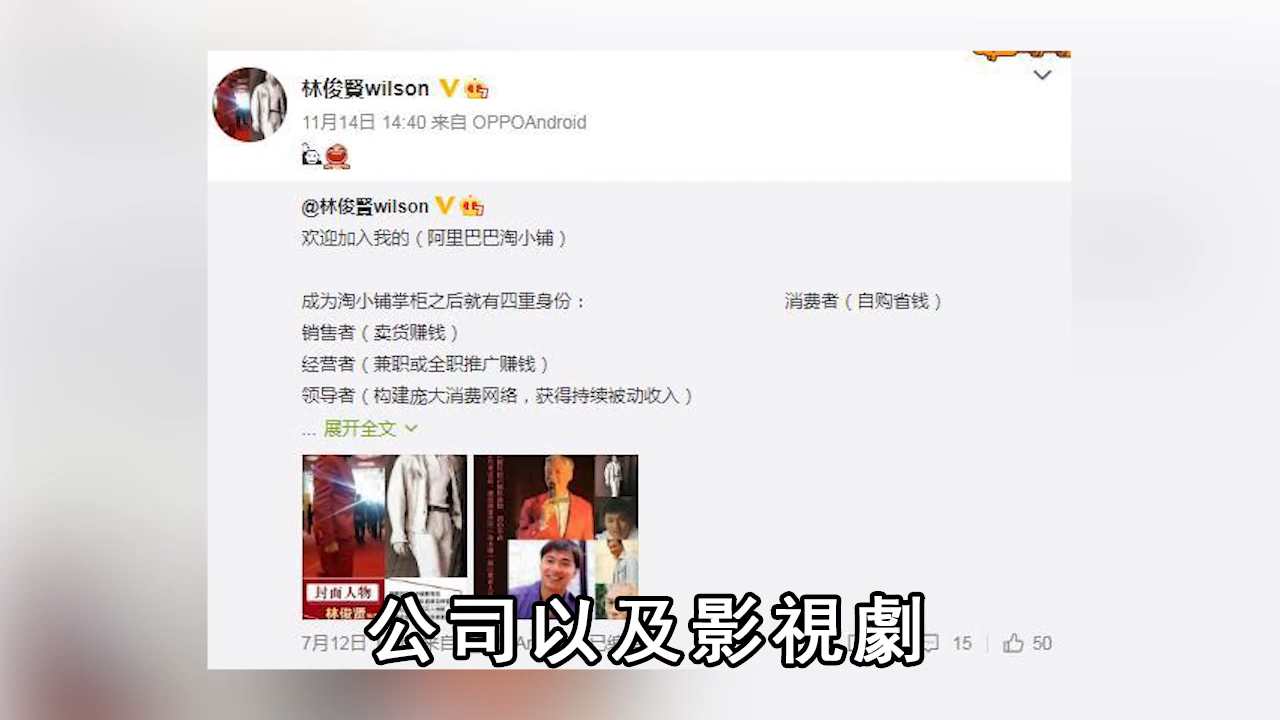 林俊賢wilson
11月14日 14:40 来自 OPPOAndroid
@林俊賢wilson
欢迎加入我的（阿里巴巴淘小铺）
成为淘小铺掌柜之后就有四重身份： 消费者（自购省钱）
销售者（卖货赚钱）
经营者（兼职或全职推广赚钱）
领导者（构建庞大消费网络，获得持续被动收入）
... 展开全文
封面人物
林俊贤
公司以及影視劇
7月12日 15 50